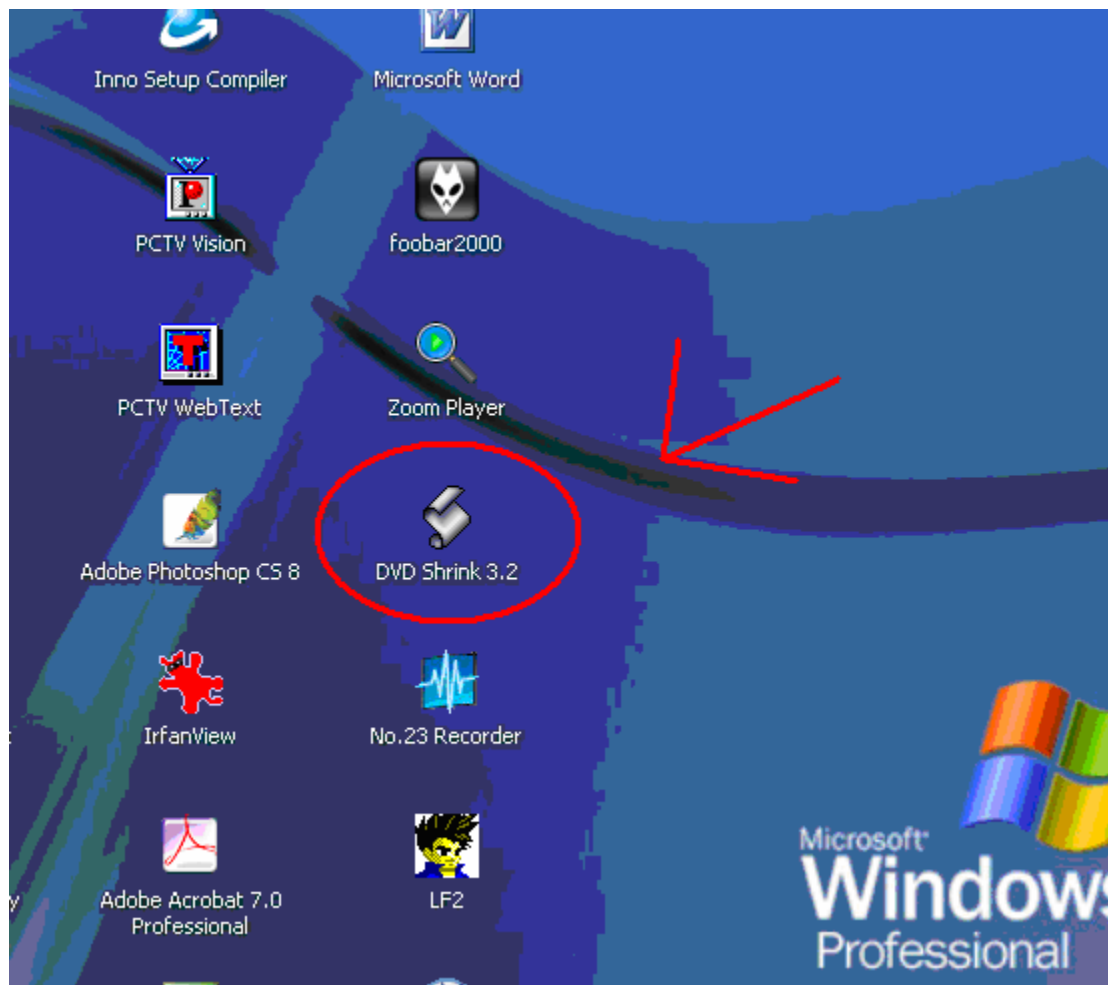 Inno Setup Compiler
Microsoft Word
PCTV Vision
foobar2000
PCTV WebText
Zoom Player
Adobe Photoshop CS 8
DVD Shrink 3.2
IrfanView
No.23 Recorder
Adobe Acrobat 7.0
Professional
LF2
Microsoft
Windows
Professional